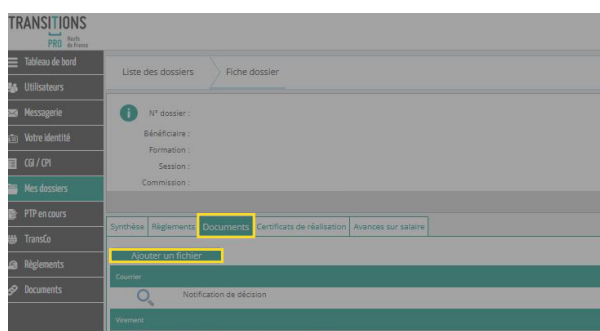 TRANSITIONS
PRO Hauts de France
Tableau de bord
Utilisateurs
Messagerie
Votre identité
CGI / CPI
Mes dossiers
PTP en cours
TransCo
Règlements
Documents
Liste des dossiers
Fiche dossier
N° dossier :
Bénéficiaire :
Formation :
Session :
Commission :
Synthèse Règlements Documents Certificats de réalisation Avances sur salaire
Ajouter un fichier
Courrier
Notification de décision
Virement